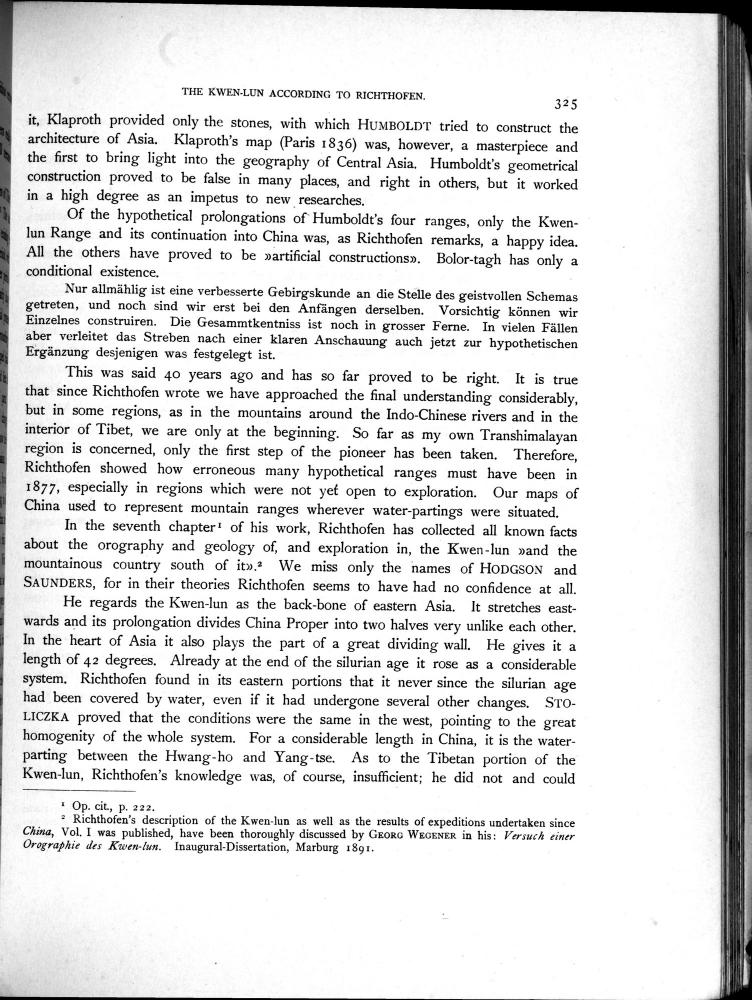 THE KWEN-LUN ACCORDING TO RICHTHOFEN.
325
it, Klaproth provided only the stones, with which HUMBOLDT tried to construct the
architecture of Asia. Klaproth's map (Paris 1836) was, however, a masterpiece and
the first to bring light into the geography of Central Asia. Humboldt's geometrical
construction proved to be false in many places, and right in others, but it worked
in a high degree as an impetus to new researches.
Of the hypothetical prolongations of Humboldt's four ranges, only the Kwen-
lun Range and its continuation into China was, as Richthofen remarks, a happy idea.
All the others have proved to be »artificial constructions». Bolor-tagh has only a
conditional existence.
Nur allmählig ist eine verbesserte Gebirgskunde an die Stelle des geistvollen Schemas
getreten, und noch sind wir erst bei den Anfängen derselben. Vorsichtig können wir
Einzelnes construiren. Die Gesammtkentniss ist noch in grosser Ferne. In vielen Fällen
aber verleitet das Streben nach einer klaren Anschauung auch jetzt zur hypothetischen
Ergänzung desjenigen was festgelegt ist.
This was said 40 years ago and has so far proved to be right. It is true
that since Richthofen wrote we have approached the final understanding considerably,
but in some regions, as in the mountains around the Indo-Chinese rivers and in the
interior of Tibet, we are only at the beginning. So far as my own Transhimalayan
region is concerned, only the first step of the pioneer has been taken. Therefore,
Richthofen showed how erroneous many hypothetical ranges must have been in
1877, especially in regions which were not yet open to exploration. Our maps of
China used to represent mountain ranges wherever water-partings were situated.
In the seventh chapter¹ of his work, Richthofen has collected all known facts
about the orography and geology of, and exploration in, the Kwen-lun »and the
mountainous country south of it».² We miss only the names of HODGSON and
SAUNDERS, for in their theories Richthofen seems to have had no confidence at all.
He regards the Kwen-lun as the back-bone of eastern Asia. It stretches east-
wards and its prolongation divides China Proper into two halves very unlike each other.
In the heart of Asia it also plays the part of a great dividing wall. He gives it a
length of 42 degrees. Already at the end of the silurian age it rose as a considerable
system. Richthofen found in its eastern portions that it never since the silurian age
had been covered by water, even if it had undergone several other changes. STO-
LICZKA proved that the conditions were the same in the west, pointing to the great
homogenity of the whole system. For a considerable length in China, it is the water-
parting between the Hwang-ho and Yang-tse. As to the Tibetan portion of the
Kwen-lun, Richthofen's knowledge was, of course, insufficient; he did not and could
¹ Op. cit., p. 222.
² Richthofen's description of the Kwen-lun as well as the results of expeditions undertaken since
China, Vol. I was published, have been thoroughly discussed by GEORG WEGENER in his: Versuch einer
Orographie des Kwen-lun. Inaugural-Dissertation, Marburg 1891.